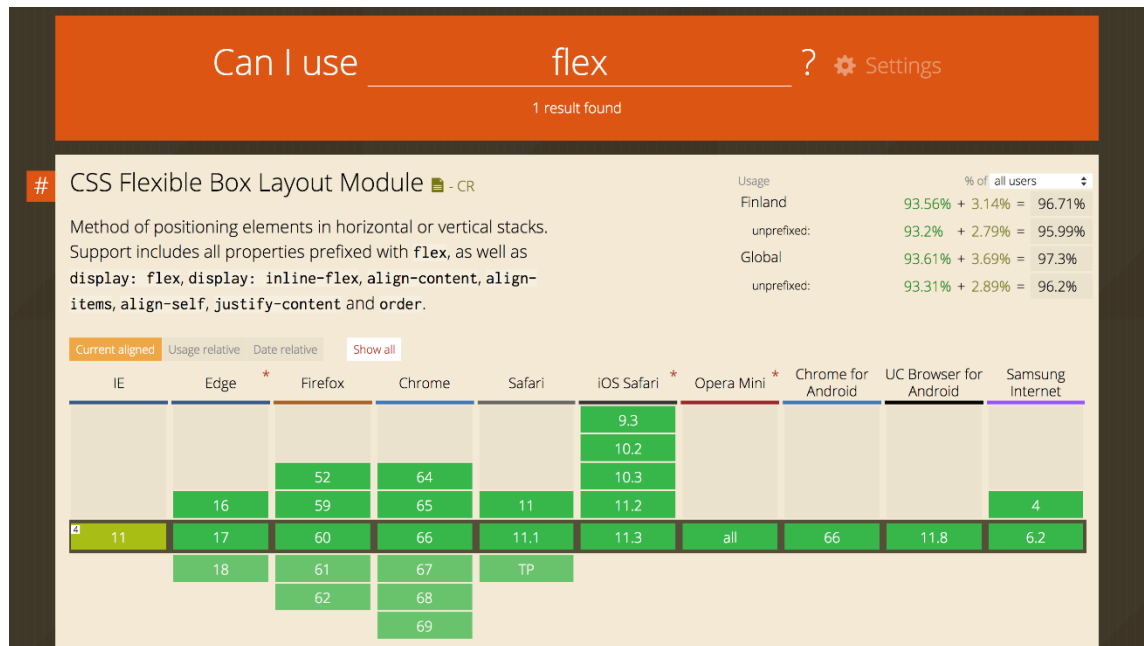 Can I use flex ? Settings
1 result found
#
CSS Flexible Box Layout Module - CR
Method of positioning elements in horizontal or vertical stacks.
Support includes all properties prefixed with flex, as well as
display: flex, display: inline-flex, align-content, align-
items, align-self, justify-content and order.
Usage % of all users
Finland 93.56% + 3.14% = 96.71%
unprefixed: 93.2% + 2.79% = 95.99%
Global 93.61% + 3.69% = 97.3%
unprefixed: 93.31% + 2.89% = 96.2%
Current aligned Usage relative Date relative Show all
IE Edge * Firefox Chrome Safari iOS Safari * Opera Mini * Chrome for Android UC Browser for Android Samsung Internet
9.3
10.2
52 64 10.3
16 59 65 11 11.2 4
4 11 17 60 66 11.1 11.3 all 66 11.8 6.2
18 61 67 TP
62 68
69